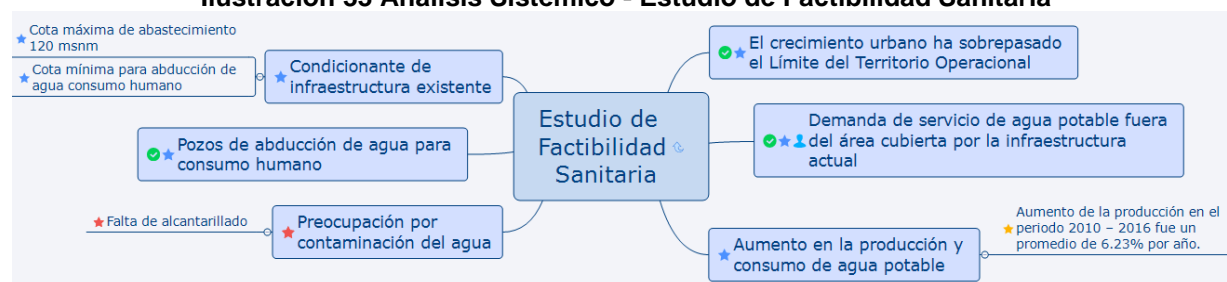 Ilustración 35 Análisis Sistémico - Estudio de Factibilidad Sanitaria
Cota máxima de abastecimiento
120 msnm
Cota mínima para abducción de
agua consumo humano
Condicionante de
infraestructura existente
Pozos de abducción de agua para
consumo humano
Falta de alcantarillado
Preocupación por
contaminación del agua
Estudio de
Factibilidad
Sanitaria
El crecimiento urbano ha sobrepasado
el Límite del Territorio Operacional
Demanda de servicio de agua potable fuera
del área cubierta por la infraestructura
actual
Aumento en la producción y
consumo de agua potable
Aumento de la producción en el
periodo 2010 – 2016 fue un
promedio de 6.23% por año.